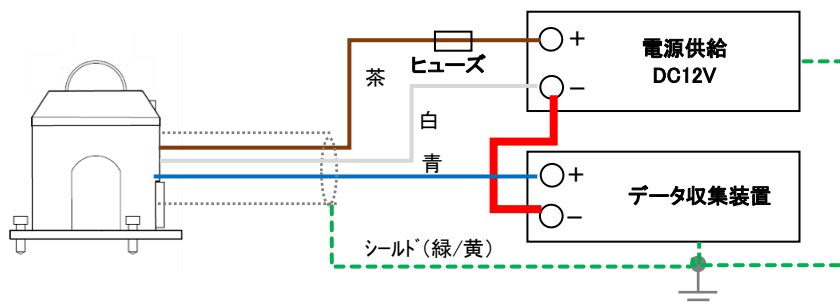 +
電源供給
DC12V
ヒューズ
茶
−
白
青
+
データ収集装置
−
シールド(緑/黄)